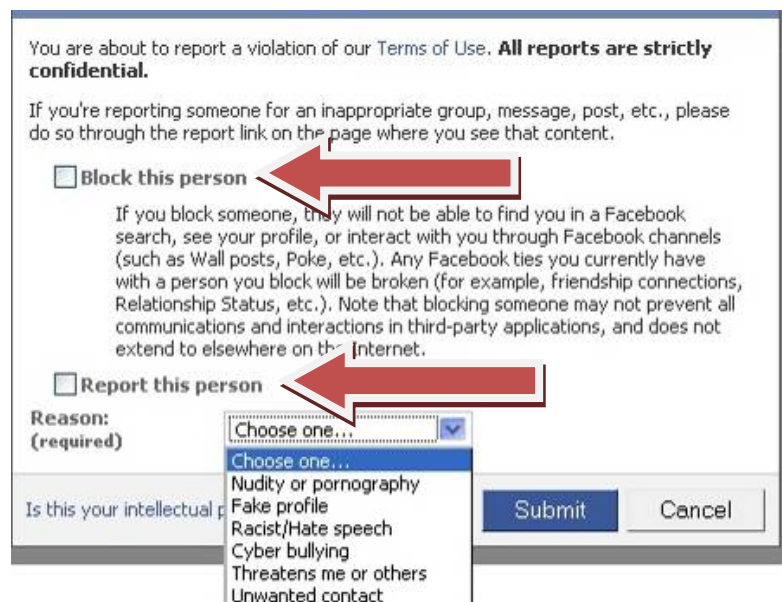 You are about to report a violation of our Terms of Use. All reports are strictly
confidential.
If you're reporting someone for an inappropriate group, message, post, etc., please
do so through the report link on the page where you see that content.
Block this person
If you block someone, they will not be able to find you in a Facebook
search, see your profile, or interact with you through Facebook channels
(such as Wall posts, Poke, etc.). Any Facebook ties you currently have
with a person you block will be broken (for example, friendship connections,
Relationship Status, etc.). Note that blocking someone may not prevent all
communications and interactions in third-party applications, and does not
extend to elsewhere on the Internet.
Report this person
Reason:
(required)
Choose one...
Choose one...
Nudity or pornography
Fake profile
Racist/Hate speech
Cyber bullying
Threatens me or others
Unwanted contact
Is this your intellectual
Submit
Cancel